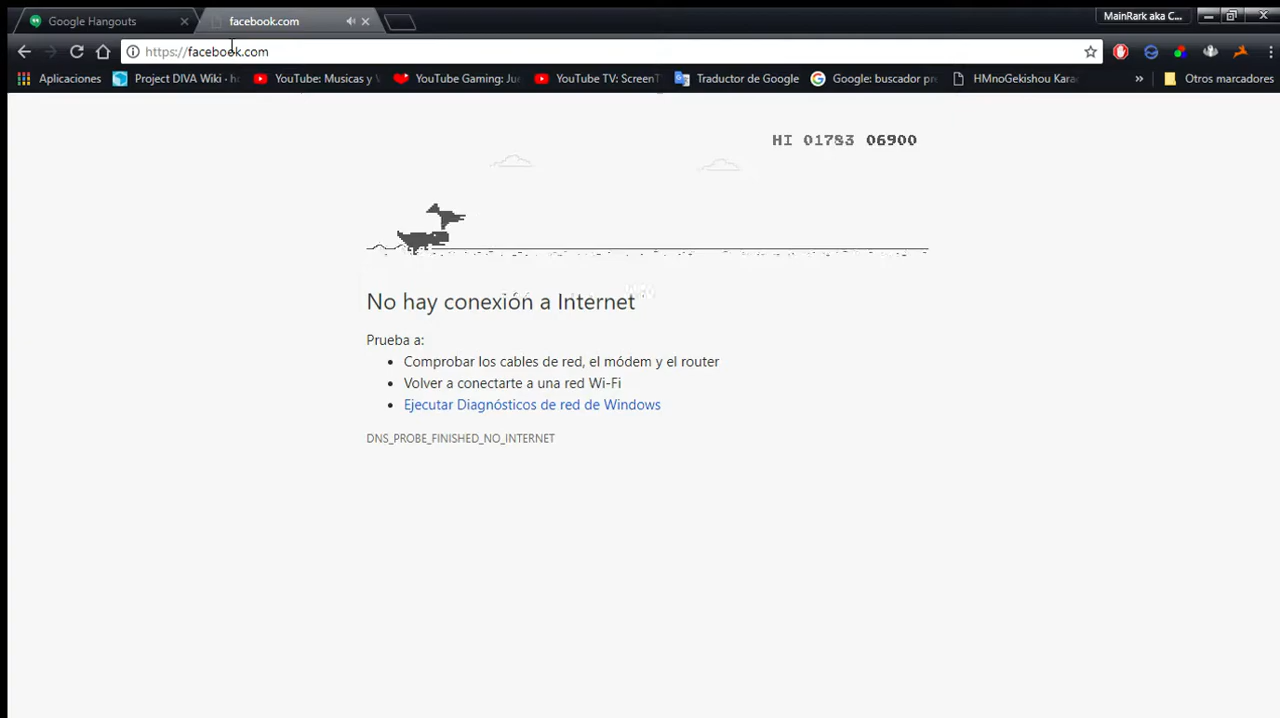 Google Hangouts
facebook.com
MainRark aka C...
https://facebook.com
Aplicaciones
Project DIVA Wiki - h
YouTube: Musicas y
YouTube Gaming: Ju
YouTube TV: ScreenT
Traductor de Google
Google: buscador pr
HMnoGekishou Kara
»
Otros marcadores
HI 01783 06900
No hay conexión a Internet
Prueba a:
• Comprobar los cables de red, el módem y el router
• Volver a conectarte a una red Wi-Fi
• Ejecutar Diagnósticos de red de Windows
DNS_PROBE_FINISHED_NO_INTERNET